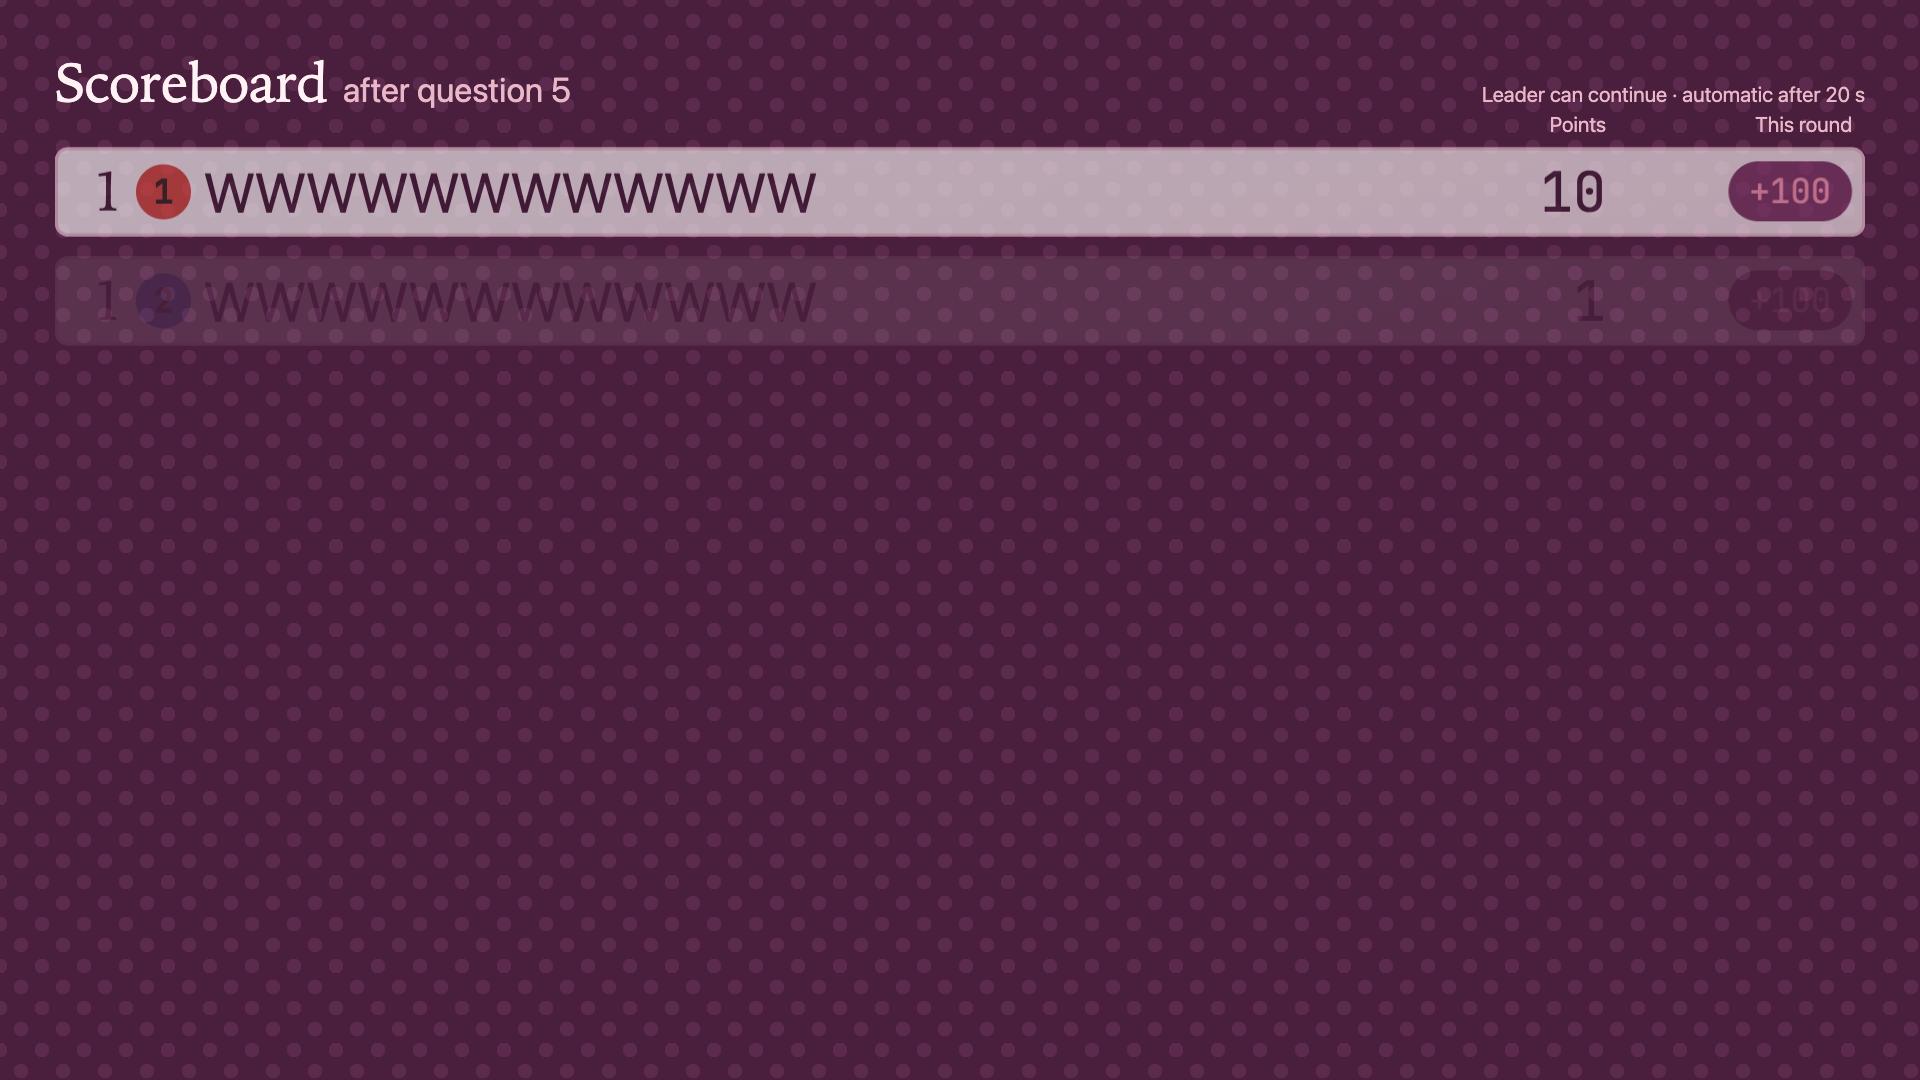 Scoreboard after question 5
Leader can continue · automatic after 20 s
Points This round
1 1 WWWWWWWWWWWW 10 +100
1 2 WWWWWWWWWWWW 1 +100